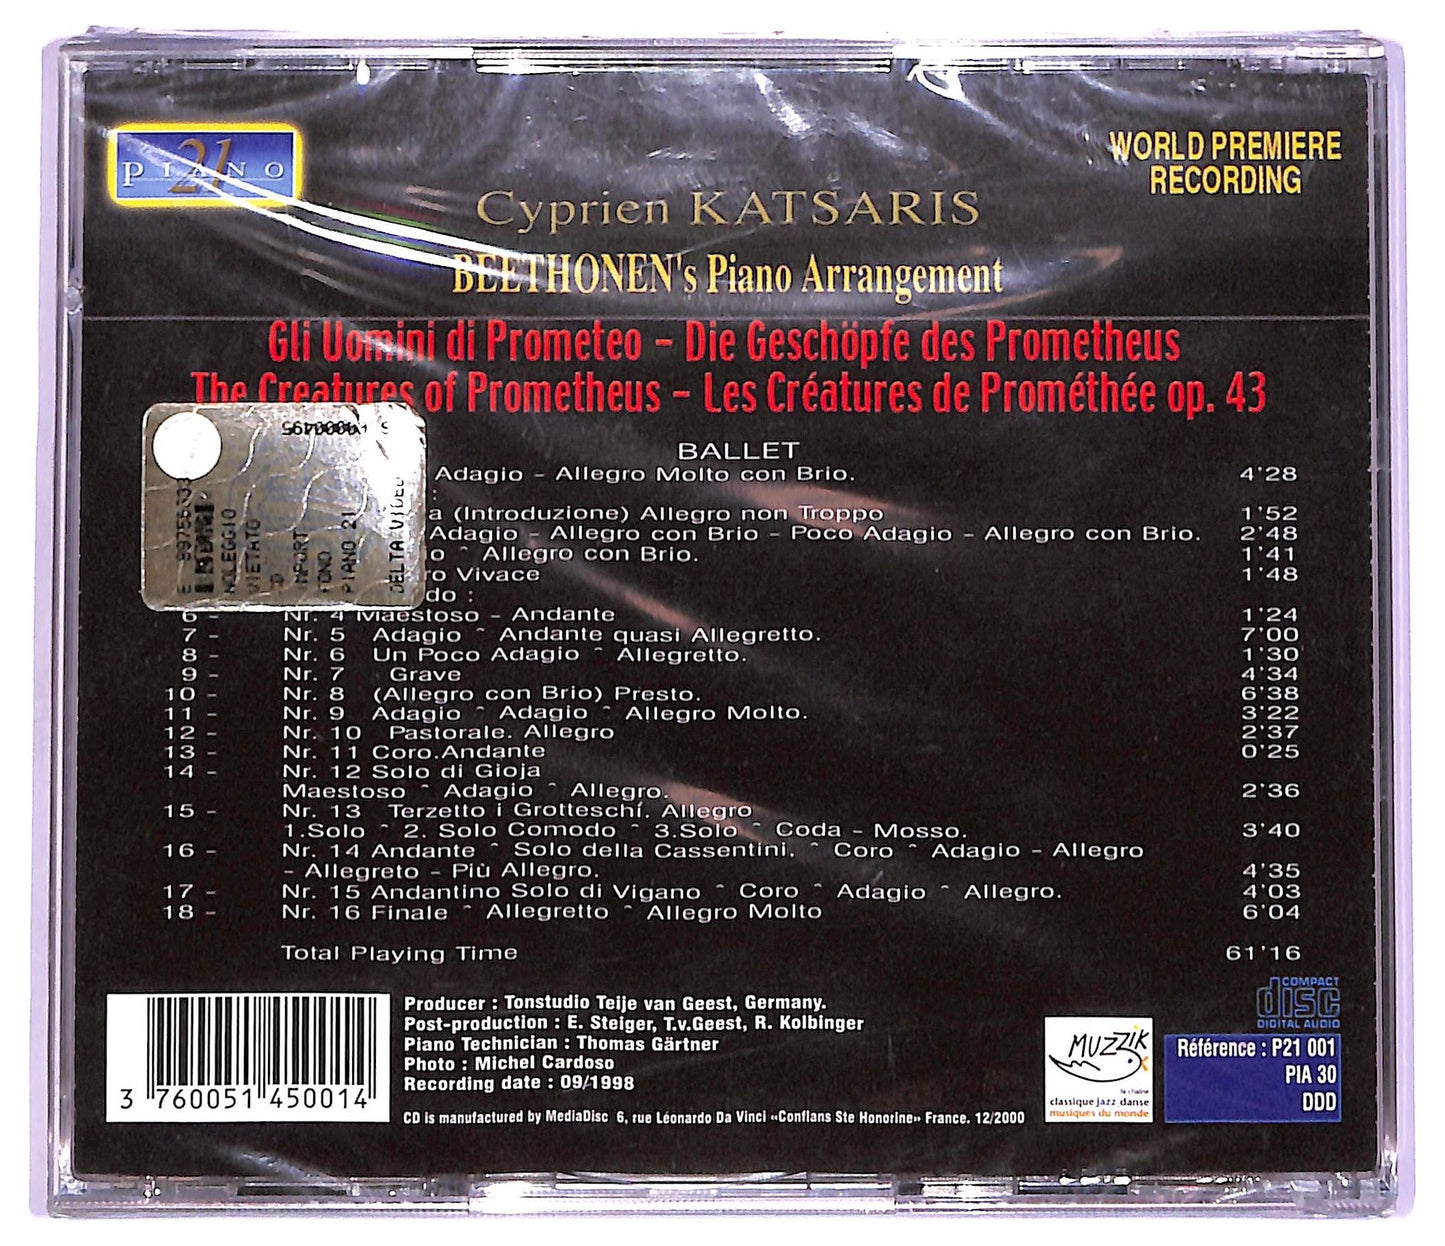 PIANO 21
WORLD PREMIERE
RECORDING
Cyprien KATSARIS
BEETHONEN's Piano Arrangement
Gli Uomini di Prometeo – Die Geschöpfe des Prometheus
The Creatures of Prometheus – Les Créatures de Prométhée op. 43
BALLET
Adagio – Allegro Molto con Brio. 4'28
:
a (Introduzione) Allegro non Troppo 1'52
Adagio – Allegro con Brio – Poco Adagio – Allegro con Brio. 2'48
o ˆ Allegro con Brio. 1'41
ro Vivace 1'48
do :
6 – Nr. 4 Maestoso – Andante 1'24
7 – Nr. 5 Adagio ˆ Andante quasi Allegretto. 7'00
8 – Nr. 6 Un Poco Adagio ˆ Allegretto. 1'30
9 – Nr. 7 Grave 4'34
10 – Nr. 8 (Allegro con Brio) Presto. 6'38
11 – Nr. 9 Adagio ˆ Adagio ˆ Allegro Molto. 3'22
12 – Nr. 10 Pastorale. Allegro 2'37
13 – Nr. 11 Coro.Andante 0'25
14 – Nr. 12 Solo di Gioja
Maestoso ˆ Adagio ˆ Allegro. 2'36
15 – Nr. 13 Terzetto i Grotteschí. Allegro
1.Solo ˆ 2. Solo Comodo ˆ 3.Solo ˆ Coda – Mosso. 3'40
16 – Nr. 14 Andante ˆ Solo della Cassentini. ˆ Coro ˆ Adagio – Allegro
– Allegreto – Più Allegro. 4'35
17 – Nr. 15 Andantino Solo di Vigano ˆ Coro ˆ Adagio ˆ Allegro. 4'03
18 – Nr. 16 Finale ˆ Allegretto ˆ Allegro Molto 6'04
Total Playing Time 61'16
NOLEGGIO
VIETATO
PIANO 21
3 760051 450014
Producer : Tonstudio Teije van Geest, Germany.
Post-production : E. Steiger, T.v.Geest, R. Kolbinger
Piano Technician : Thomas Gärtner
Photo : Michel Cardoso
Recording date : 09/1998
CD is manufactured by MediaDisc 6, rue Léonardo Da Vinci «Conflans Ste Honorine» France. 12/2000
MUZZIK
la chaîne
classique jazz danse
musiques du monde
COMPACT
disc
DIGITAL AUDIO
Référence : P21 001
PIA 30
DDD